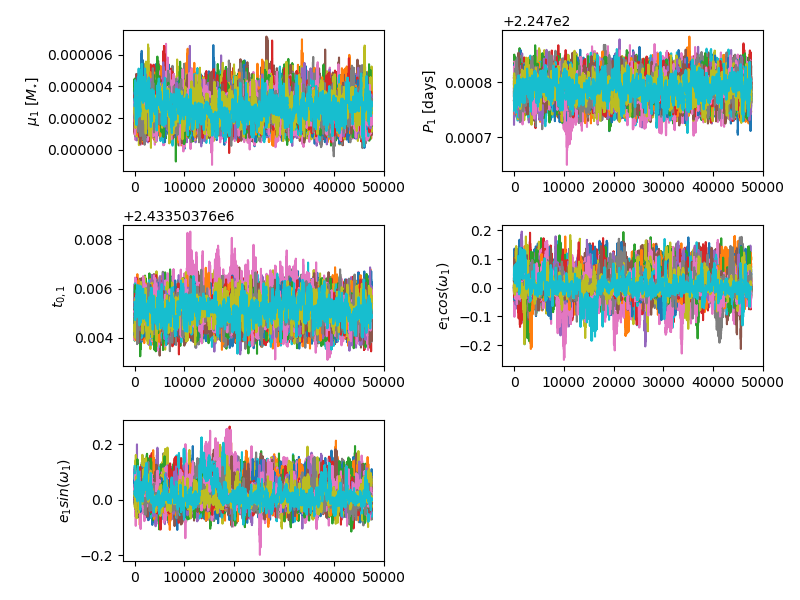 +2.247e2
0.000006
0.000004
0.000002
0.000000
μ₁ [M⋆]
0 10000 20000 30000 40000 50000
0.0008
0.0007
P₁ [days]
0 10000 20000 30000 40000 50000
+2.43350376e6
0.008
0.006
0.004
t₀,₁
0 10000 20000 30000 40000 50000
0.2
0.1
0.0
−0.1
−0.2
e₁cos(ω₁)
0 10000 20000 30000 40000 50000
0.2
0.0
−0.2
e₁sin(ω₁)
0 10000 20000 30000 40000 50000